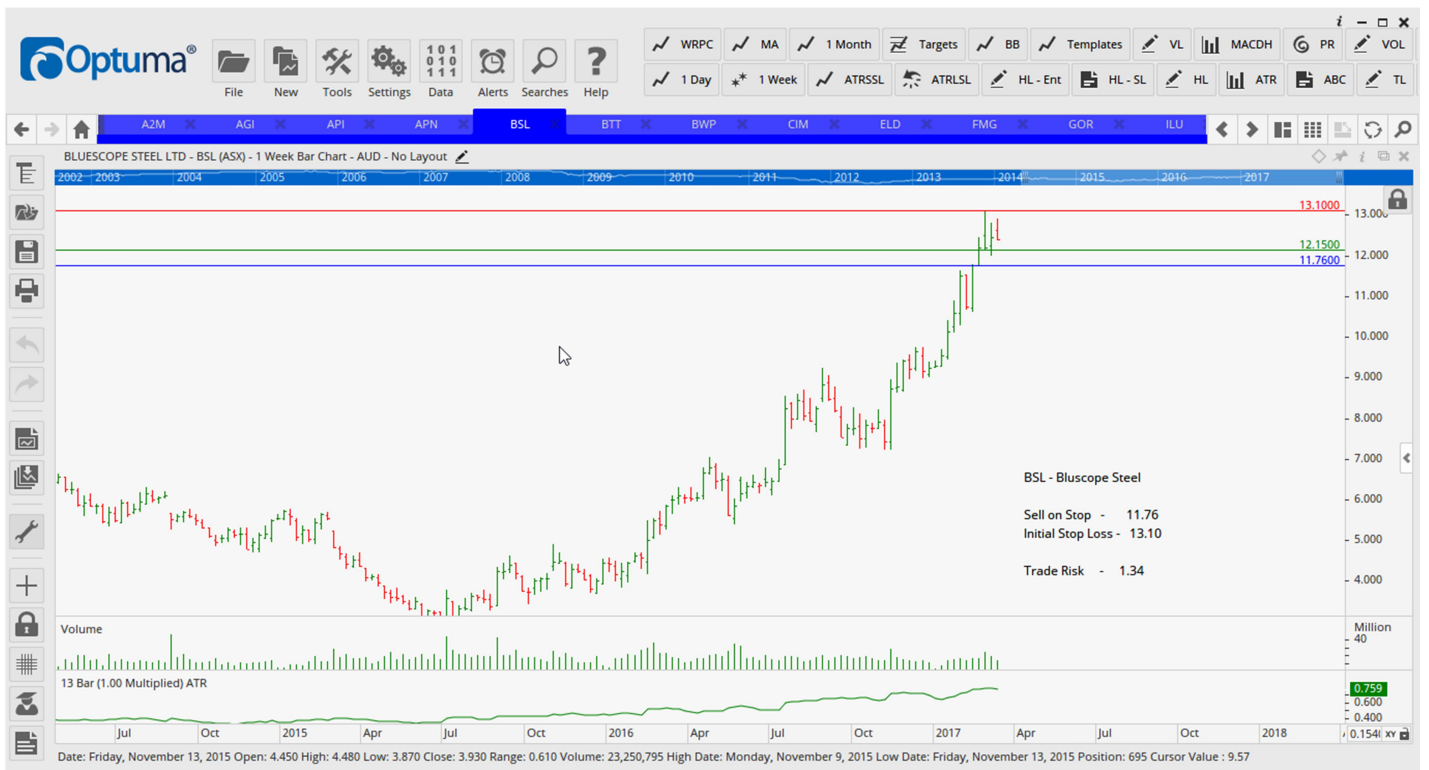 i
Optuma®
File
New
Tools
Settings
101
010
111
Data
Alerts
Searches
?
Help
WRPC MA 1 Month Targets BB Templates VL MACDH PR VOL
1 Day 1 Week ATRSSL ATRLSL HL - Ent HL - SL HL ATR ABC TL
A2M AGI API APN BSL BTT BWP CIM ELD FMG GOR ILU
BLUESCOPE STEEL LTD - BSL (ASX) - 1 Week Bar Chart - AUD - No Layout
i
2002 2003 2004 2005 2006 2007 2008 2009 2010 2011 2012 2013 2014 2015 2016 2017
13.1000
13.000
12.1500
12.000
11.7600
11.000
10.000
9.000
8.000
7.000
BSL - Bluscope Steel
6.000
Sell on Stop - 11.76
Initial Stop Loss - 13.10
5.000
Trade Risk - 1.34
4.000
Volume
Million
40
13 Bar (1.00 Multiplied) ATR
0.759
0.600
0.400
Jul Oct 2015 Apr Jul Oct 2016 Apr Jul Oct 2017 Apr Jul Oct 2018
XY
Date: Friday, November 13, 2015 Open: 4.450 High: 4.480 Low: 3.870 Close: 3.930 Range: 0.610 Volume: 23,250,795 High Date: Monday, November 9, 2015 Low Date: Friday, November 13, 2015 Position: 695 Cursor Value : 9.57